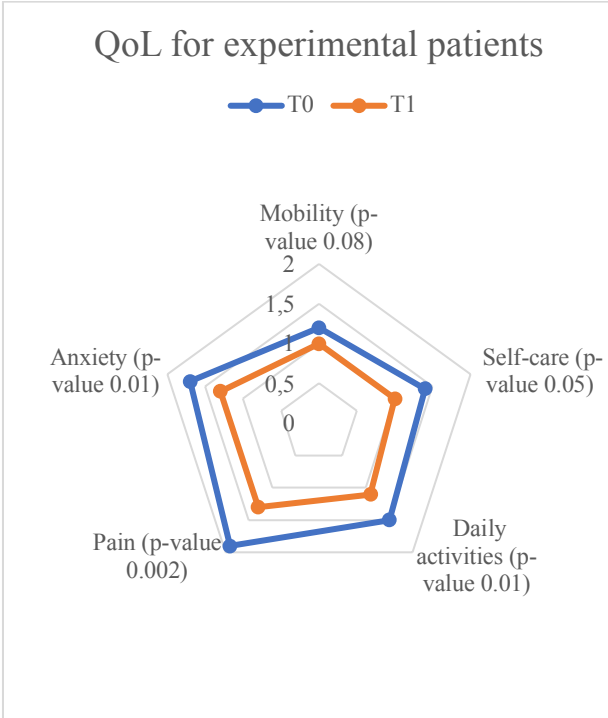 QoL for experimental patients
T0
T1
Mobility (p-
value 0.08)
2
1,5
1
0,5
0
Self-care (p-
value 0.05)
Daily
activities (p-
value 0.01)
Pain (p-value
0.002)
Anxiety (p-
value 0.01)